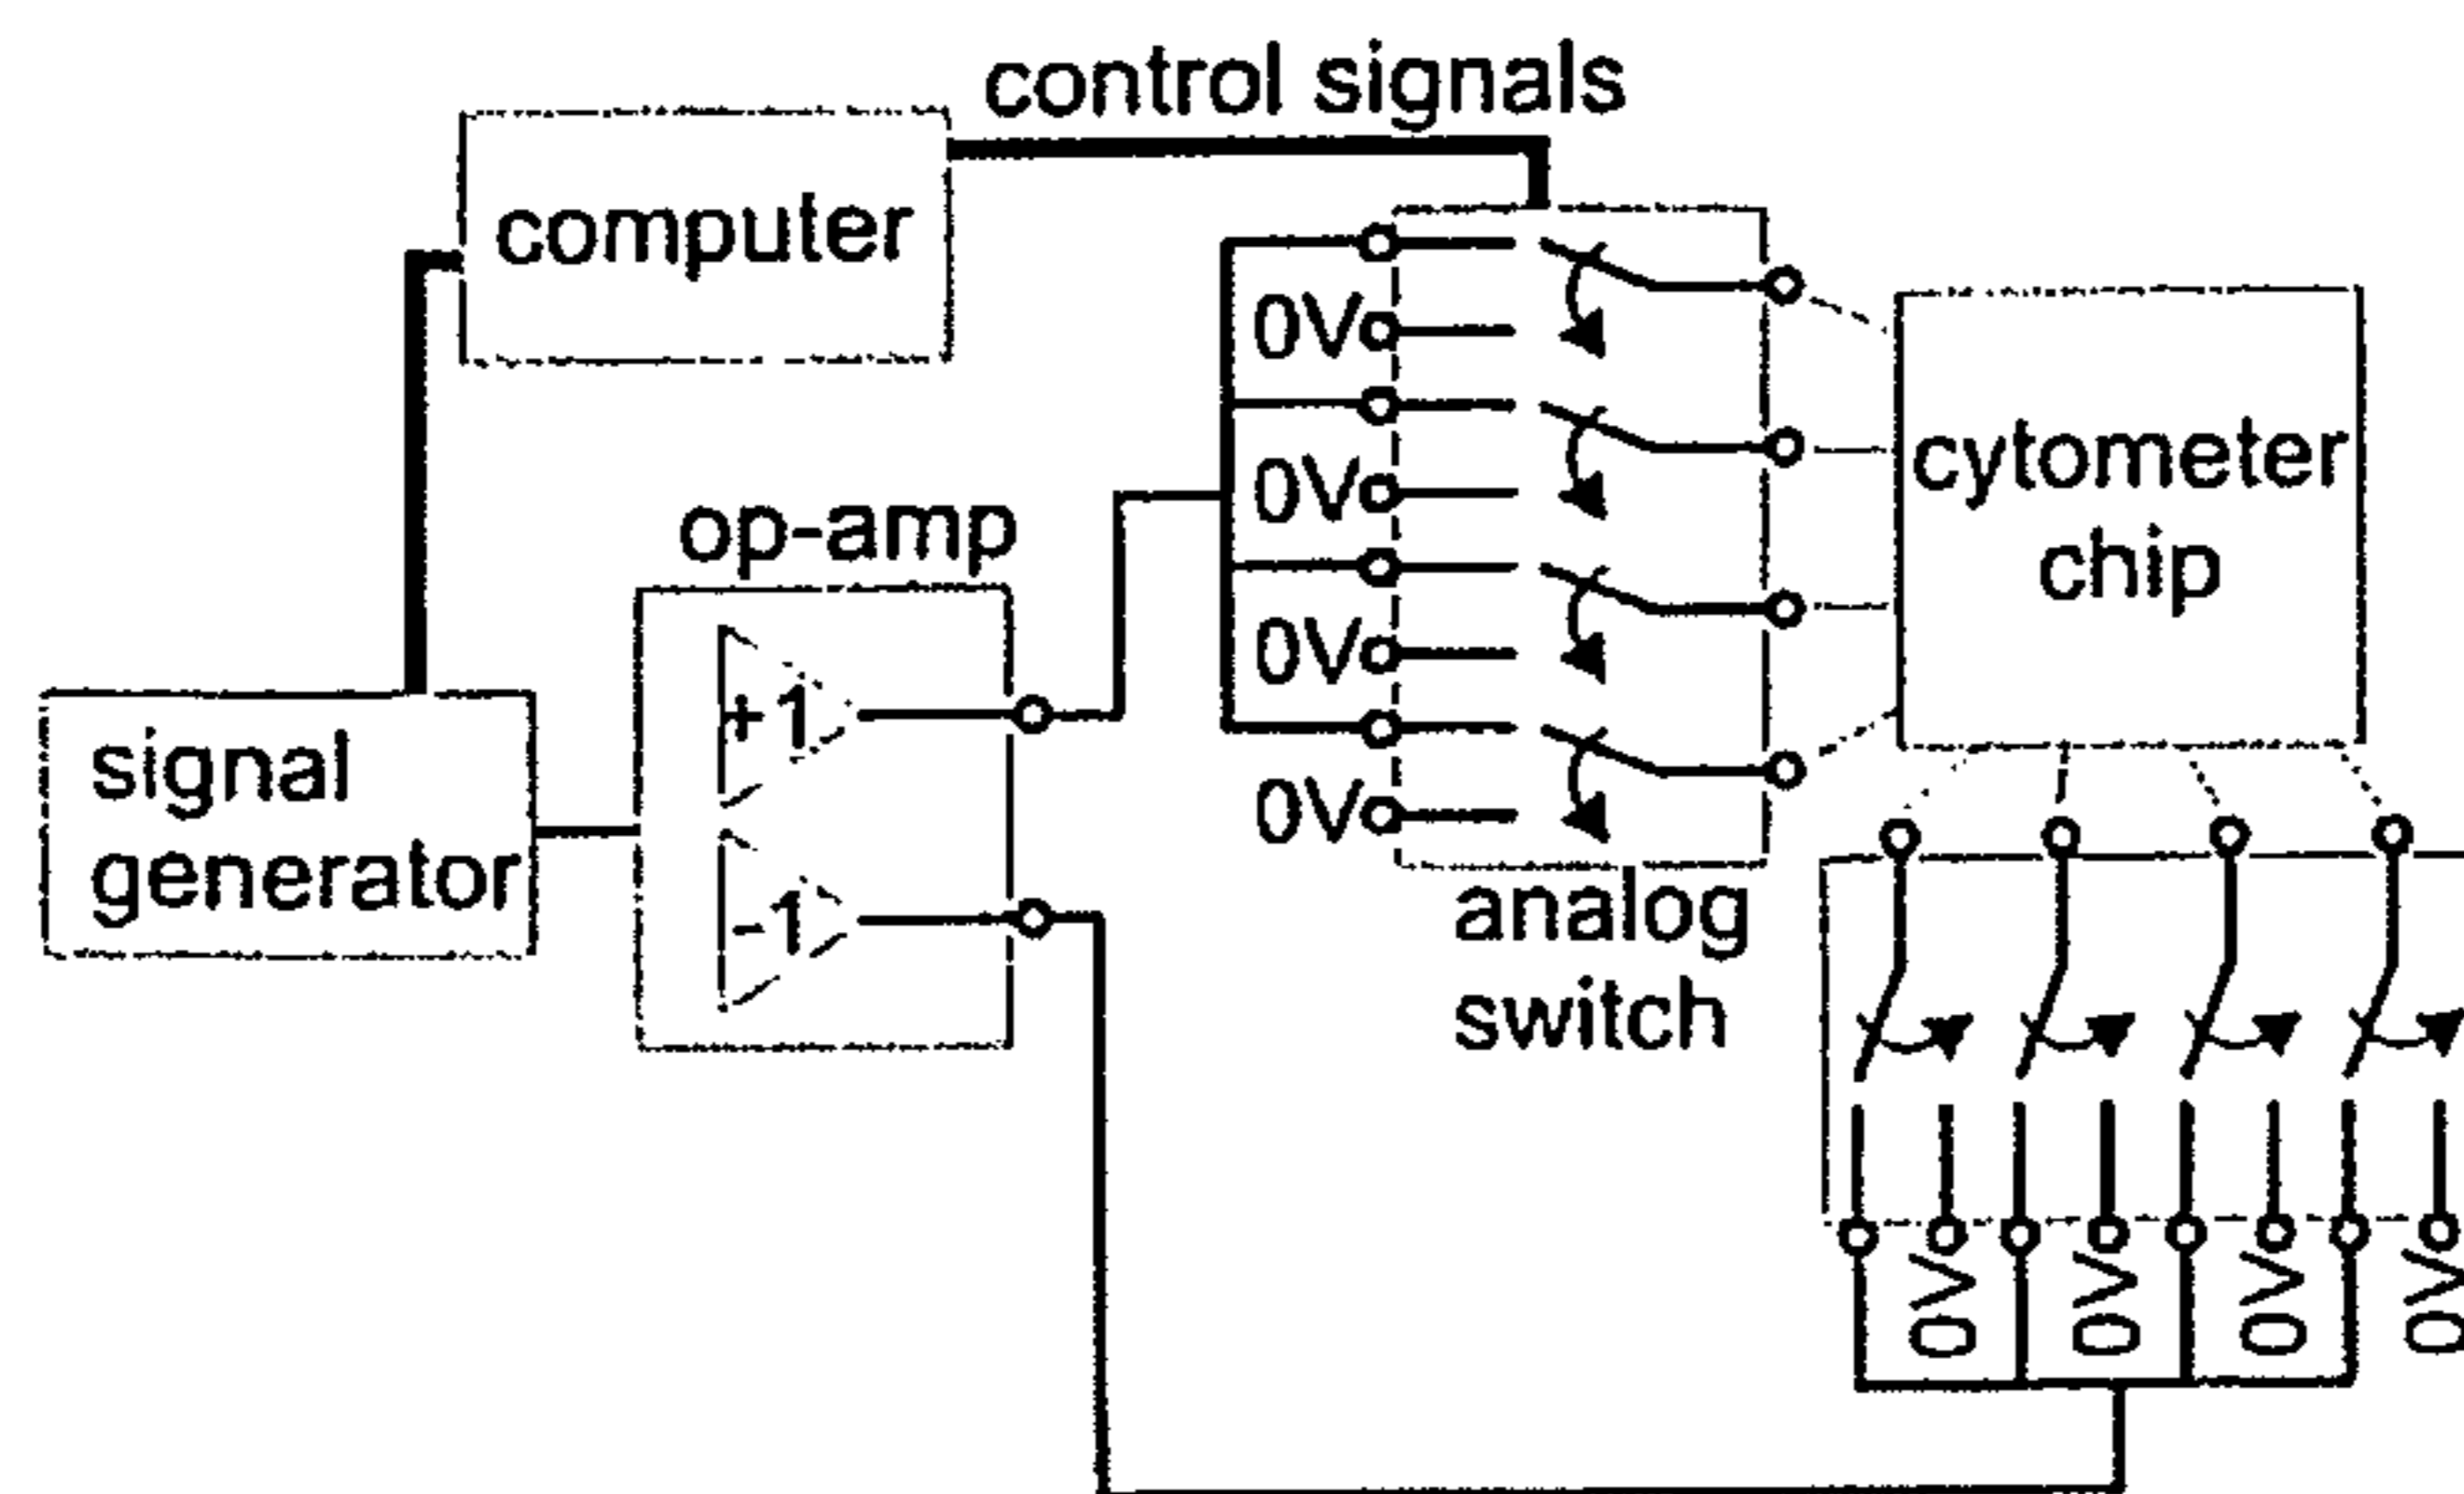 control signals
computer
0V
cytometer
chip
0V
op-amp
0V
+1
signal
generator
0V
-1
analog
switch
0V
0V
0V
0V